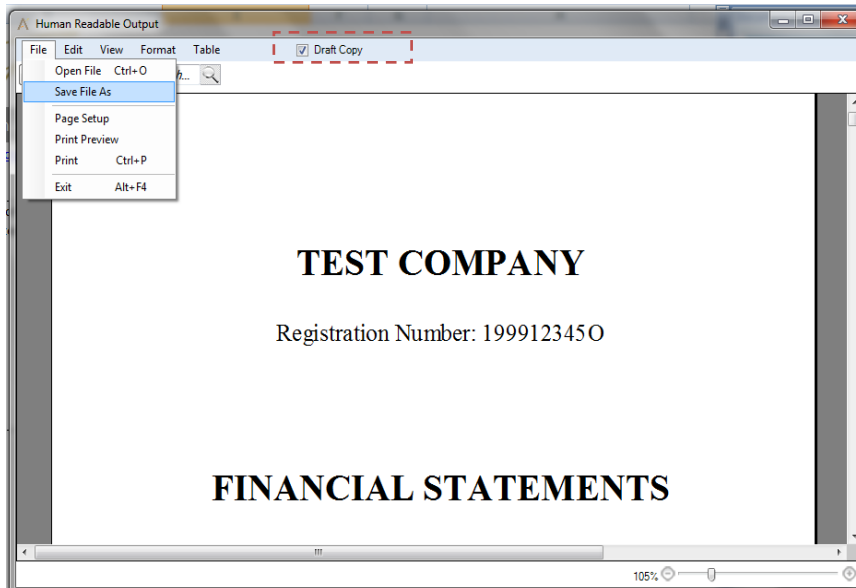 Human Readable Output
File Edit View Format Table Draft Copy
Open File Ctrl+O
Save File As
Page Setup
Print Preview
Print Ctrl+P
Exit Alt+F4
TEST COMPANY
Registration Number: 199912345O
FINANCIAL STATEMENTS
105%